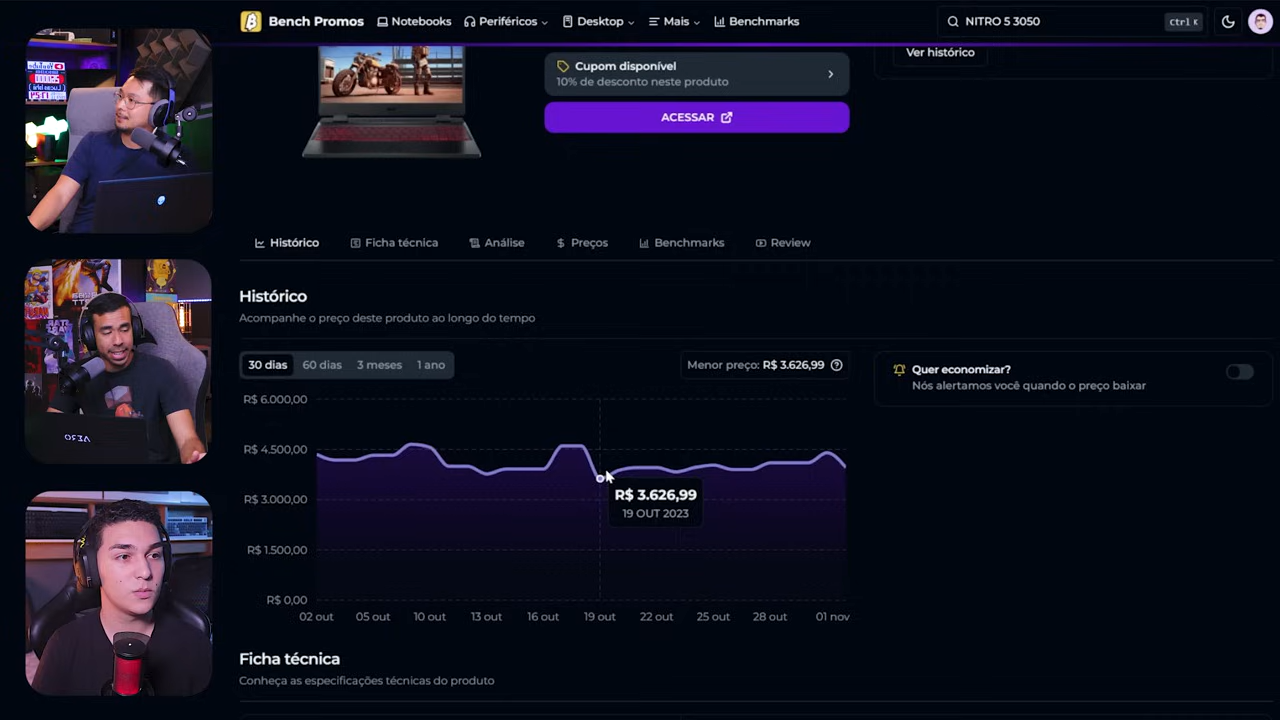 Bench Promos
Notebooks
Periféricos
Desktop
Mais
Benchmarks
NITRO 5 3050
Ctrl K
Ver histórico
Cupom disponível
10% de desconto neste produto
ACESSAR
Histórico
Ficha técnica
Análise
$ Preços
Benchmarks
Review
Histórico
Acompanhe o preço deste produto ao longo do tempo
30 dias
60 dias
3 meses
1 ano
Menor preço: R$ 3.626,99
Quer economizar?
Nós alertamos você quando o preço baixar
R$ 6.000,00
R$ 4.500,00
R$ 3.000,00
R$ 1.500,00
R$ 0,00
R$ 3.626,99
19 OUT 2023
02 out
05 out
10 out
13 out
16 out
19 out
22 out
25 out
28 out
01 nov
Ficha técnica
Conheça as especificações técnicas do produto
AERO